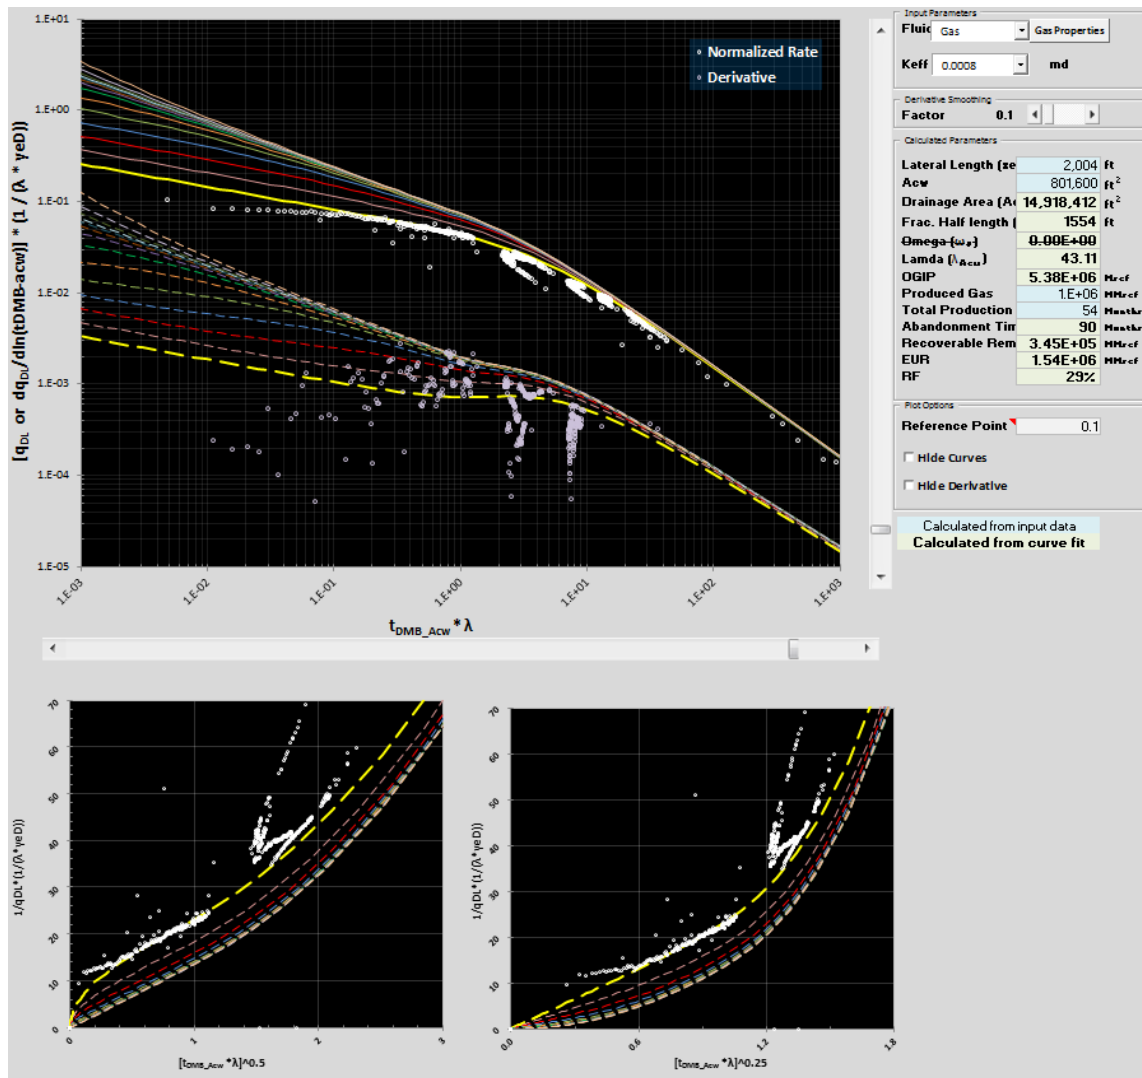 1.E+01
1.E+00
1.E-01
1.E-02
1.E-03
1.E-04
1.E-05
[qDL or dqDL/dln(tDMB-acw)] * (1 / (λ * yeD))
Normalized Rate
Derivative
1.E-03
1.E-02
1.E-01
1.E+00
1.E+01
1.E+02
1.E+03
tDMB_Acw * λ
Input Parameters
Fluid Gas Gas Properties
Keff 0.0008 md
Derivative Smoothing
Factor 0.1
Calculated Parameters
Lateral Length (xe 2,004 ft
Acw 801,600 ft2
Drainage Area (Ac 14,918,412 ft2
Frac. Half length ( 1554 ft
Omega (ω) 0.00E+00
Lamda (λAcw) 43.11
OGIP 5.38E+06 Mscf
Produced Gas 1.E+06 MMscf
Total Production 54 Months
Abandonment Tim 90 Months
Recoverable Rem 3.45E+05 MMscf
EUR 1.54E+06 MMscf
RF 29%
Plot Options
Reference Point 0.1
Hide Curves
Hide Derivative
Calculated from input data
Calculated from curve fit
70
60
50
40
30
20
10
0
1/qDL*(1/(λ*yeD))
0
1
2
3
[tDMB_Acw *λ]^0.5
70
60
50
40
30
20
10
0
1/qDL*(1/(λ*yeD))
0.0
0.6
1.2
1.8
[tDMB_Acw *λ]^0.25